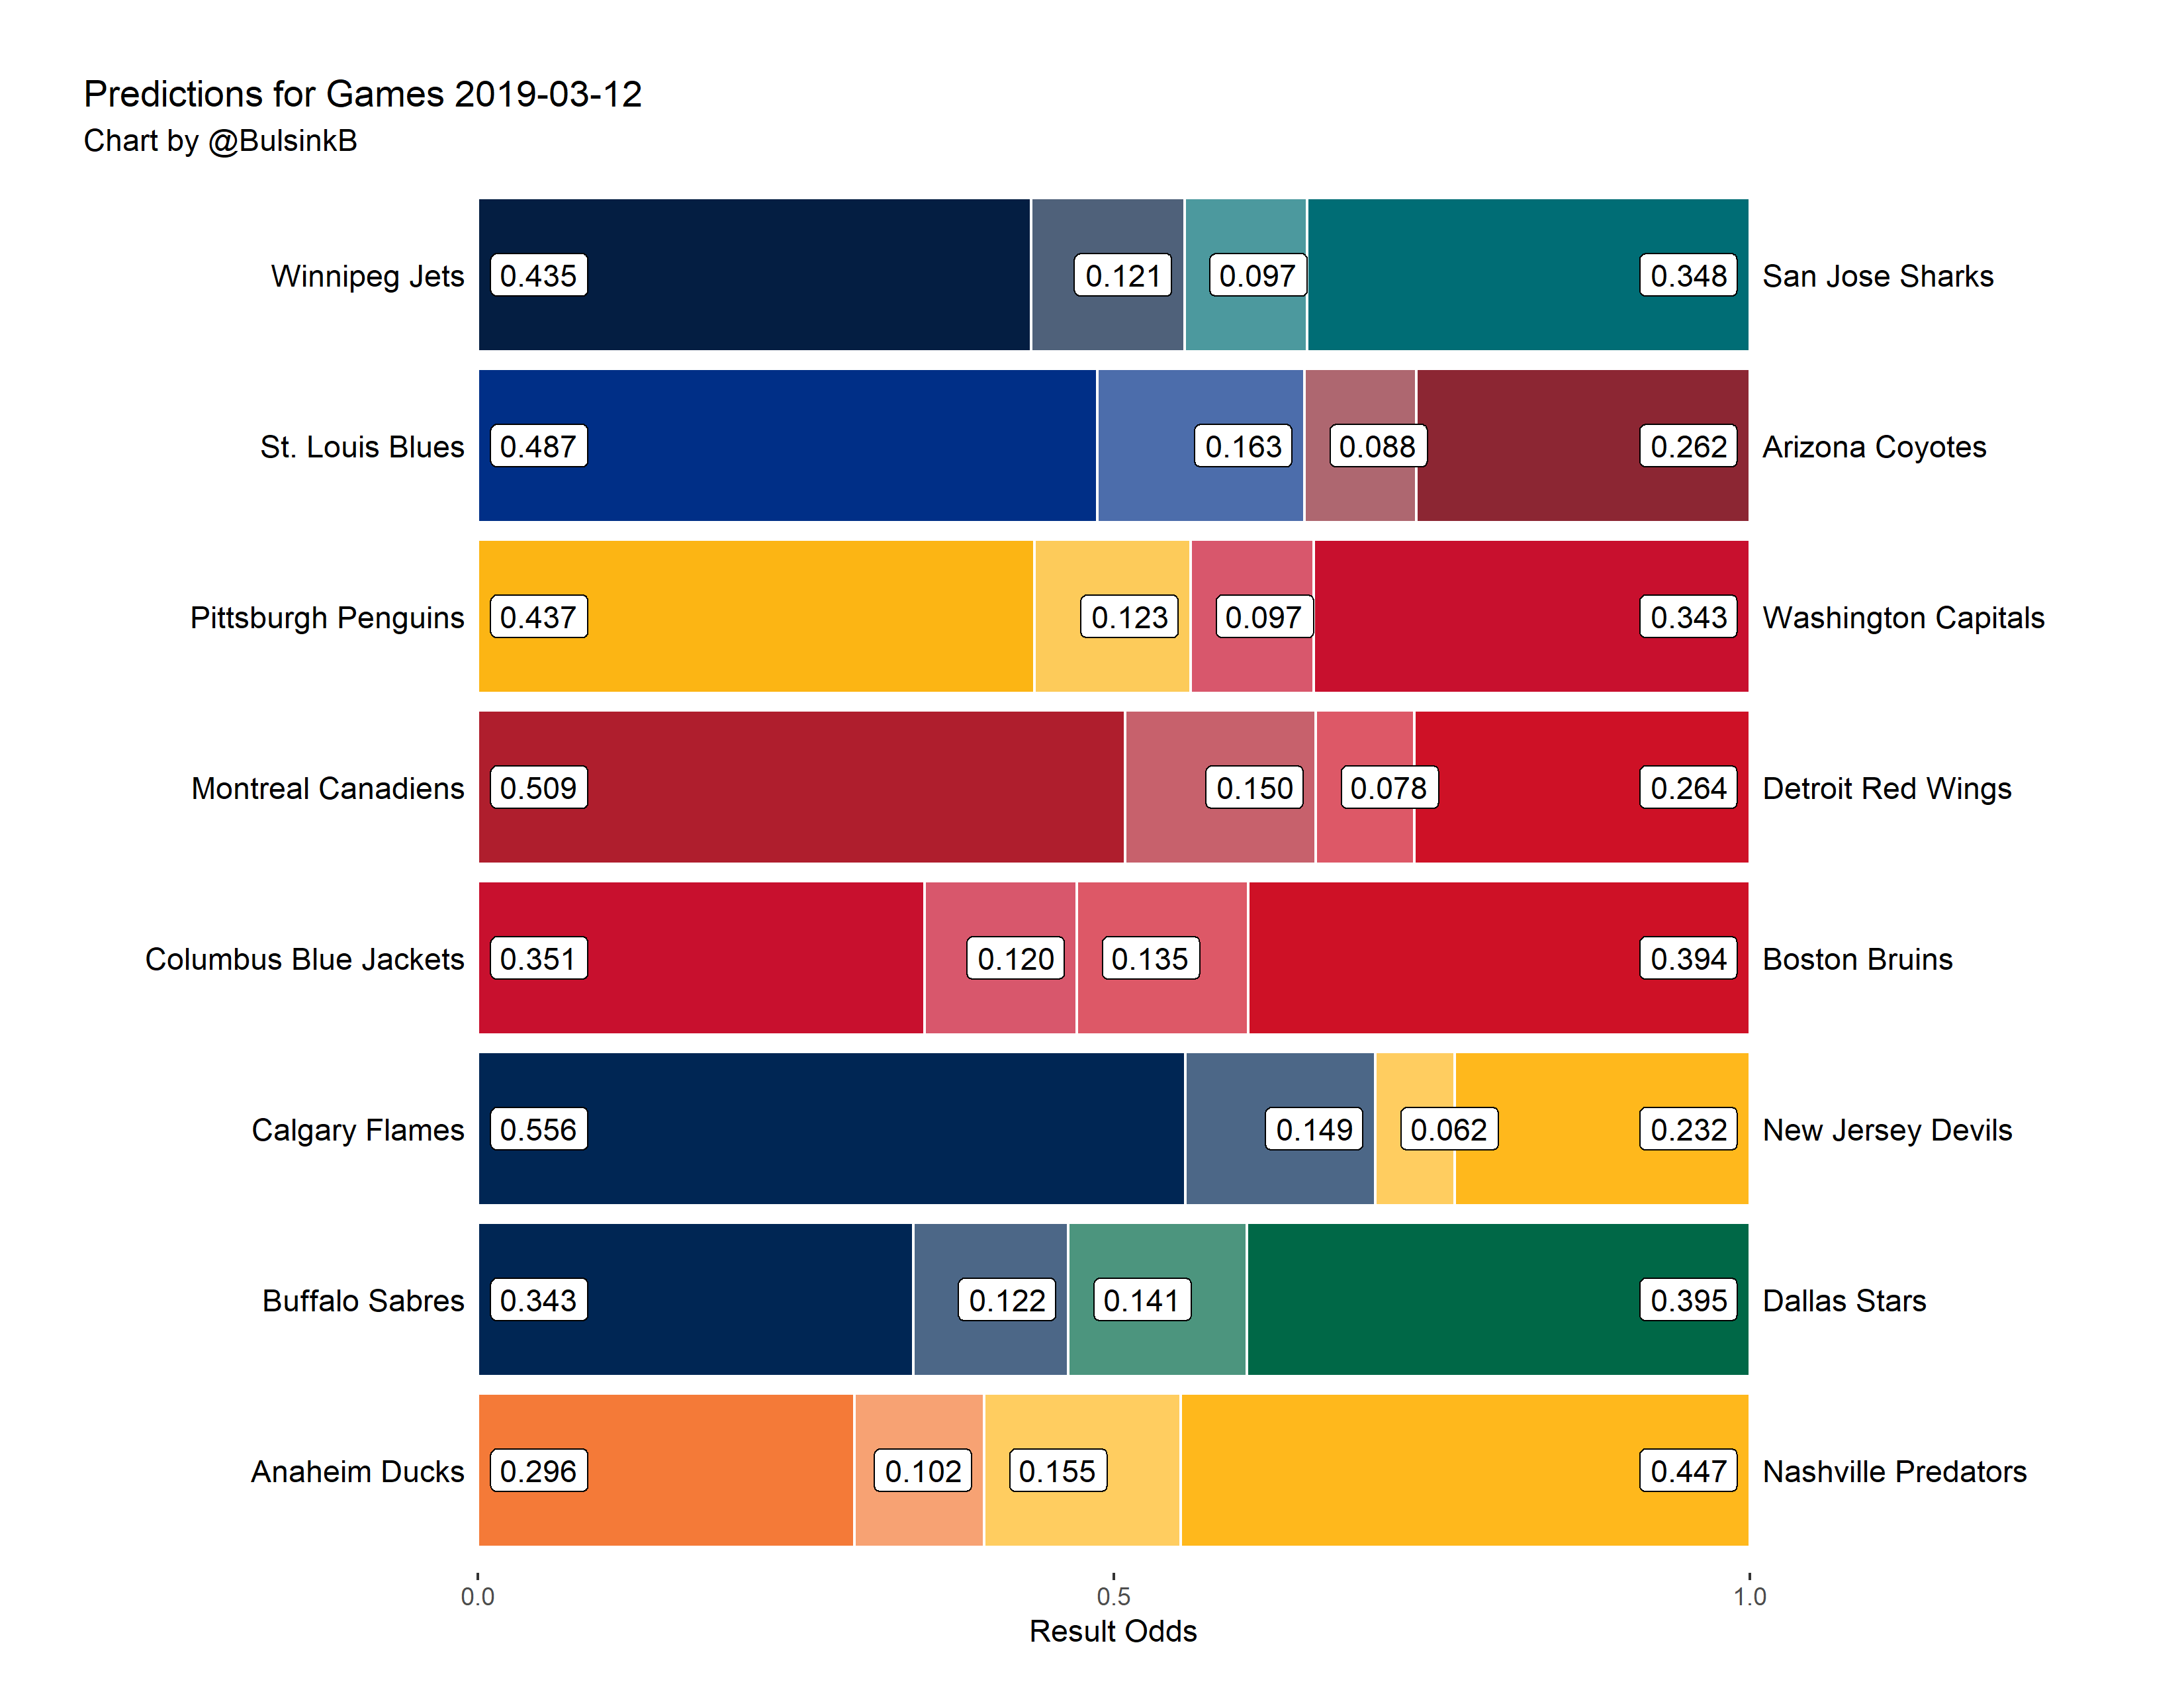 Predictions for Games 2019-03-12
Chart by @BulsinkB
Winnipeg Jets 0.435 0.121 0.097 0.348 San Jose Sharks
St. Louis Blues 0.487 0.163 0.088 0.262 Arizona Coyotes
Pittsburgh Penguins 0.437 0.123 0.097 0.343 Washington Capitals
Montreal Canadiens 0.509 0.150 0.078 0.264 Detroit Red Wings
Columbus Blue Jackets 0.351 0.120 0.135 0.394 Boston Bruins
Calgary Flames 0.556 0.149 0.062 0.232 New Jersey Devils
Buffalo Sabres 0.343 0.122 0.141 0.395 Dallas Stars
Anaheim Ducks 0.296 0.102 0.155 0.447 Nashville Predators
0.0 0.5 1.0
Result Odds